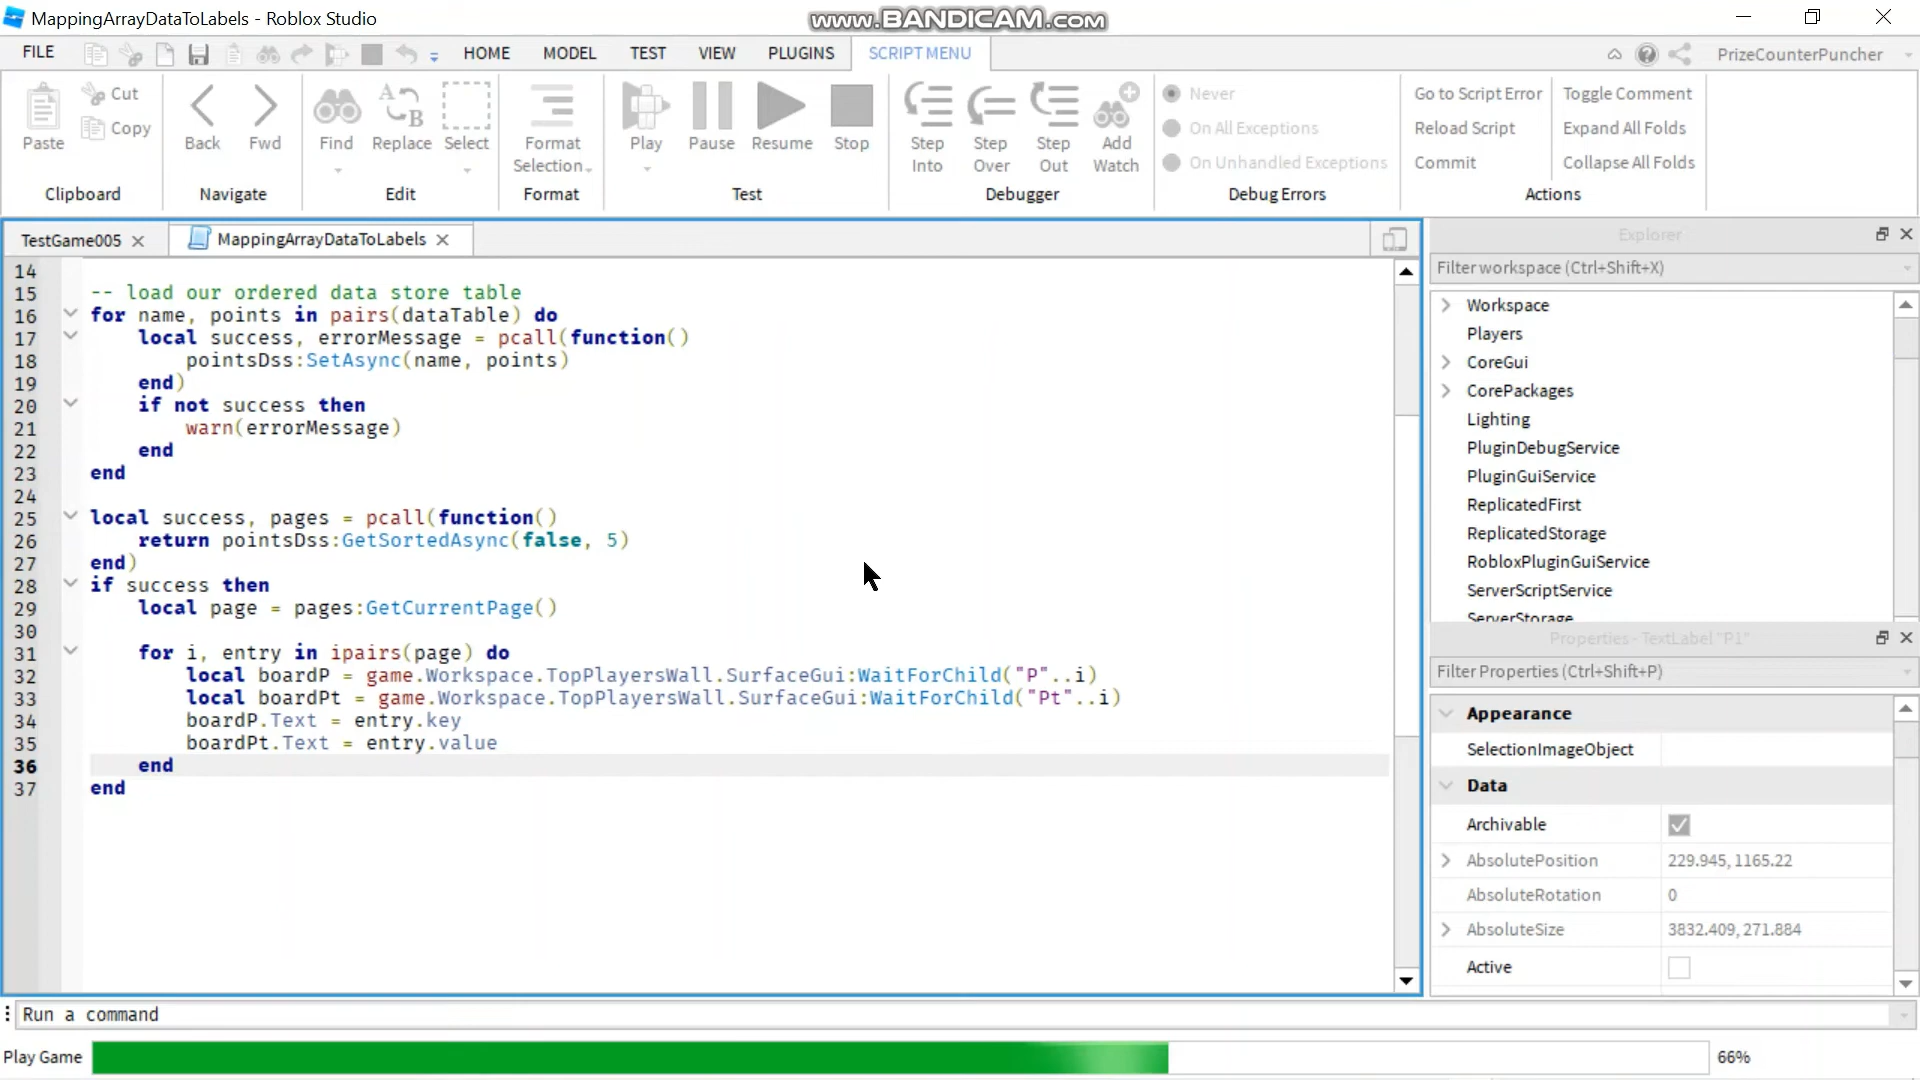 MappingArrayDataToLabels - Roblox Studio
www.BANDICAM.com
FILE HOME MODEL TEST VIEW PLUGINS SCRIPT MENU PrizeCounterPuncher
Paste Cut Copy Back Fwd Find Replace Select Format Selection Play Pause Resume Stop Step Into Step Over Step Out Add Watch
Never
On All Exceptions
On Unhandled Exceptions
Go to Script Error Toggle Comment
Reload Script Expand All Folds
Commit Collapse All Folds
Clipboard Navigate Edit Format Test Debugger Debug Errors Actions
TestGame005 MappingArrayDataToLabels
14
15 -- load our ordered data store table
16 for name, points in pairs(dataTable) do
17 local success, errorMessage = pcall(function()
18 pointsDss:SetAsync(name, points)
19 end)
20 if not success then
21 warn(errorMessage)
22 end
23 end
24
25 local success, pages = pcall(function()
26 return pointsDss:GetSortedAsync(false, 5)
27 end)
28 if success then
29 local page = pages:GetCurrentPage()
30
31 for i, entry in ipairs(page) do
32 local boardP = game.Workspace.TopPlayersWall.SurfaceGui:WaitForChild("P"..i)
33 local boardPt = game.Workspace.TopPlayersWall.SurfaceGui:WaitForChild("Pt"..i)
34 boardP.Text = entry.key
35 boardPt.Text = entry.value
36 end
37 end
Explorer
Filter workspace (Ctrl+Shift+X)
Workspace
Players
CoreGui
CorePackages
Lighting
PluginDebugService
PluginGuiService
ReplicatedFirst
ReplicatedStorage
RobloxPluginGuiService
ServerScriptService
ServerStorage
Properties - TextLabel "P1"
Filter Properties (Ctrl+Shift+P)
Appearance
SelectionImageObject
Data
Archivable
AbsolutePosition 229.945, 1165.22
AbsoluteRotation 0
AbsoluteSize 3832.409, 271.884
Active
Run a command
Play Game 66%